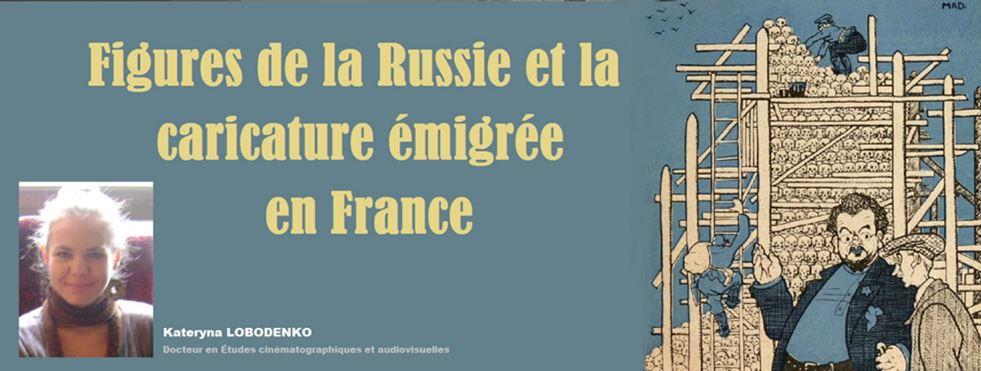 Figures de la Russie et la
caricature émigrée
en France
MAD.
Kateryna LOBODENKO
Docteur en Études cinématographiques et audiovisuelles